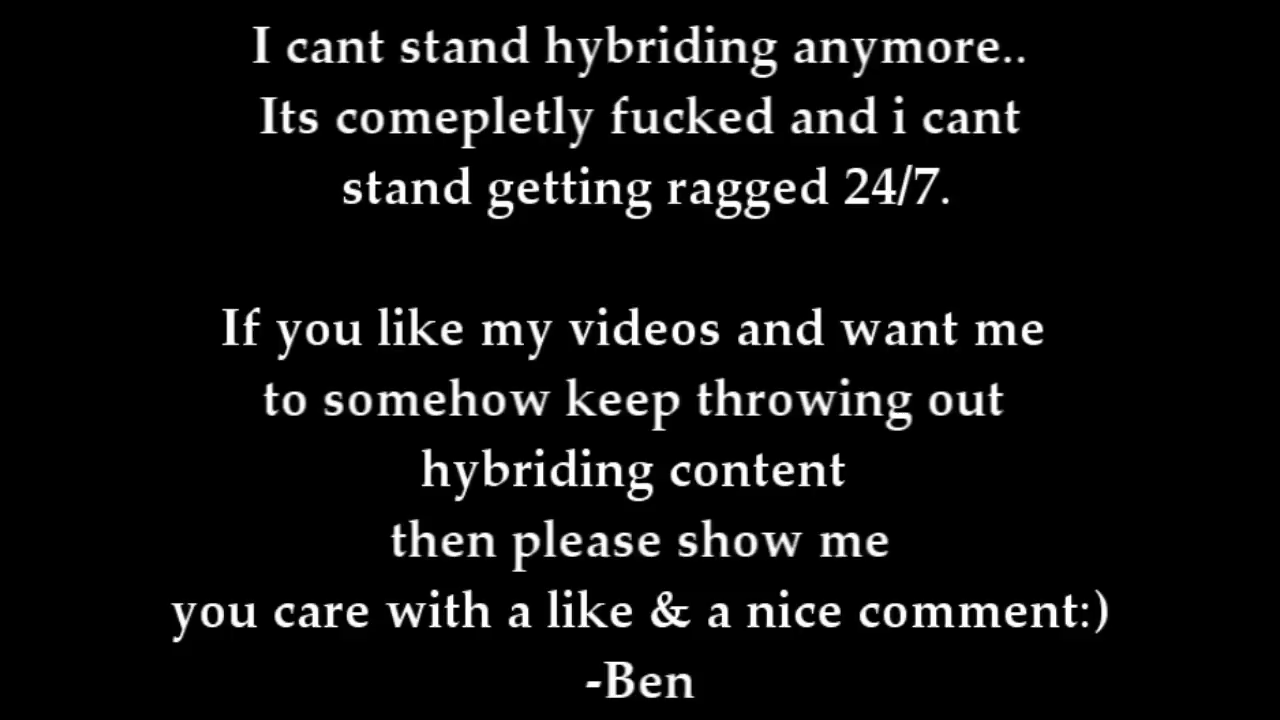 I cant stand hybriding anymore..
Its comepletly fucked and i cant
stand getting ragged 24/7.
If you like my videos and want me
to somehow keep throwing out
hybriding content
then please show me
you care with a like & a nice comment:)
-Ben